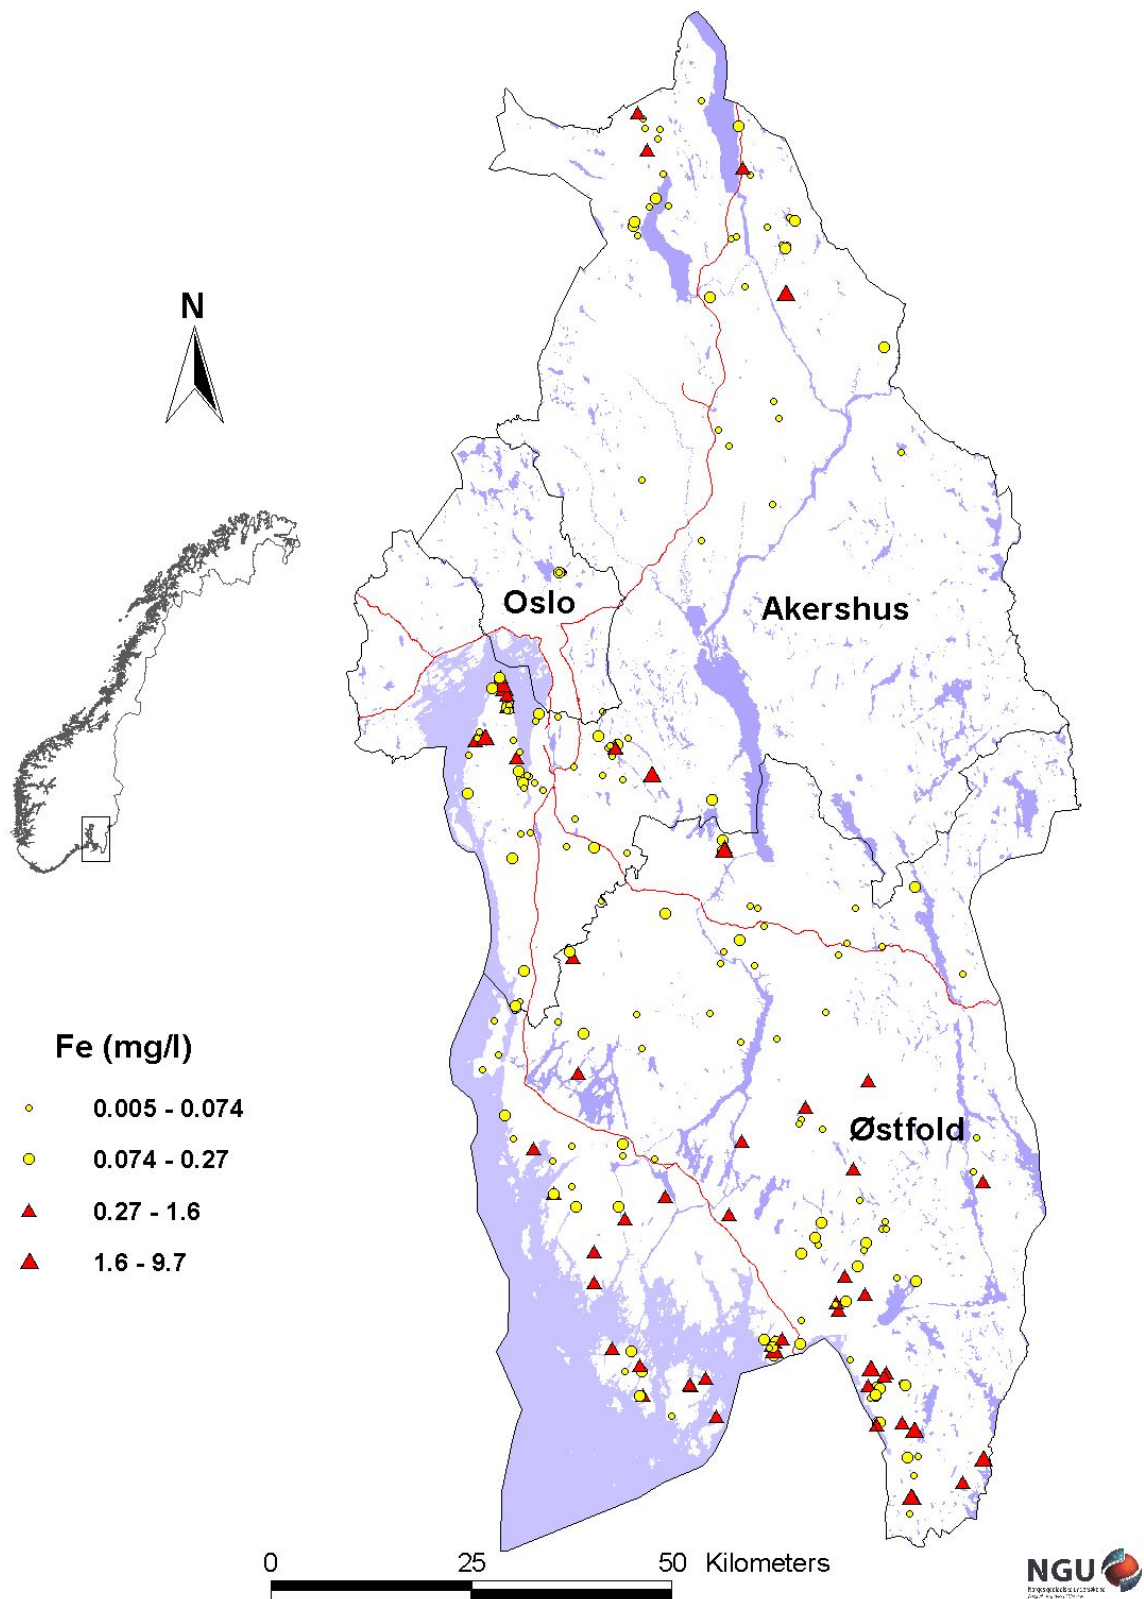 N
Oslo
Akershus
Fe (mg/l)
0.005 - 0.074
0.074 - 0.27
0.27 - 1.6
1.6 - 9.7
Østfold
0 25 50 Kilometers
NGU